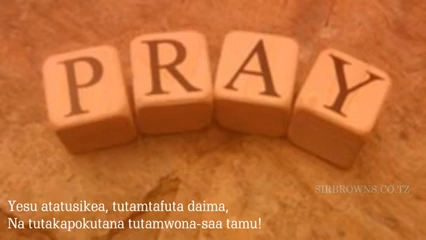 PRAY
SIRBROWNS.CO.TZ
Yesu atatusikea, tutamtafuta daima,
Na tutakapokutana tutamwona-saa tamu!